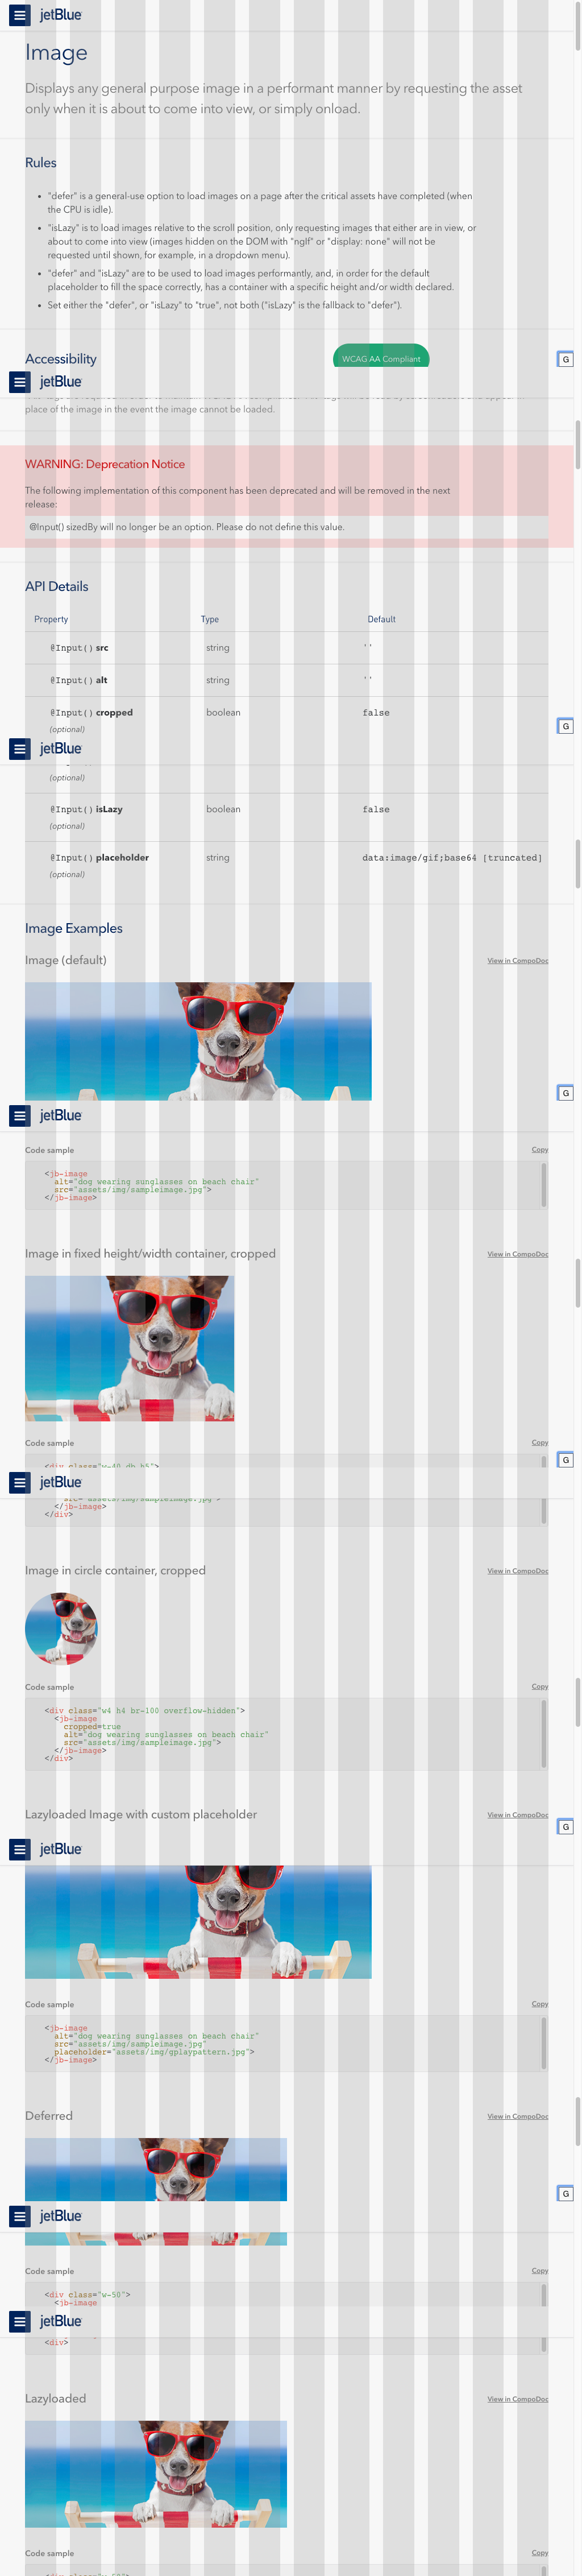 jetBlue
Image
Displays any general purpose image in a performant manner by requesting the asset
only when it is about to come into view, or simply onload.
Rules
• "defer" is a general-use option to load images on a page after the critical assets have completed (when
the CPU is idle).
• "isLazy" is to load images relative to the scroll position, only requesting images that either are in view, or
about to come into view (images hidden on the DOM with "ngIf" or "display: none" will not be
requested until shown, for example, in a dropdown menu).
• "defer" and "isLazy" are to be used to load images performantly, and, in order for the default
placeholder to fill the space correctly, has a container with a specific height and/or width declared.
• Set either the "defer", or "isLazy" to "true", not both ("isLazy" is the fallback to "defer").
Accessibility
WCAG AA Compliant
G
jetBlue
place of the image in the event the image cannot be loaded.
WARNING: Deprecation Notice
The following implementation of this component has been deprecated and will be removed in the next
release:
@Input() sizedBy will no longer be an option. Please do not define this value.
API Details
Property Type Default
@Input() src string ''
@Input() alt string ''
@Input() cropped boolean false
(optional)
G
jetBlue
(optional)
@Input() isLazy boolean false
(optional)
@Input() placeholder string data:image/gif;base64 [truncated]
(optional)
Image Examples
Image (default) View in CompoDoc
G
jetBlue
Code sample Copy
<jb-image
alt="dog wearing sunglasses on beach chair"
src="assets/img/sampleimage.jpg">
</jb-image>
Image in fixed height/width container, cropped View in CompoDoc
Code sample Copy
<div class="w-40 db h5">
G
jetBlue
src="assets/img/sampleimage.jpg">
</jb-image>
</div>
Image in circle container, cropped View in CompoDoc
Code sample Copy
<div class="w4 h4 br-100 overflow-hidden">
<jb-image
cropped=true
alt="dog wearing sunglasses on beach chair"
src="assets/img/sampleimage.jpg">
</jb-image>
</div>
Lazyloaded Image with custom placeholder View in CompoDoc
G
jetBlue
Code sample Copy
<jb-image
alt="dog wearing sunglasses on beach chair"
src="assets/img/sampleimage.jpg"
placeholder="assets/img/gplaypattern.jpg">
</jb-image>
Deferred View in CompoDoc
G
jetBlue
Code sample Copy
<div class="w-50">
<jb-image
jetBlue
<div>
Lazyloaded View in CompoDoc
Code sample Copy